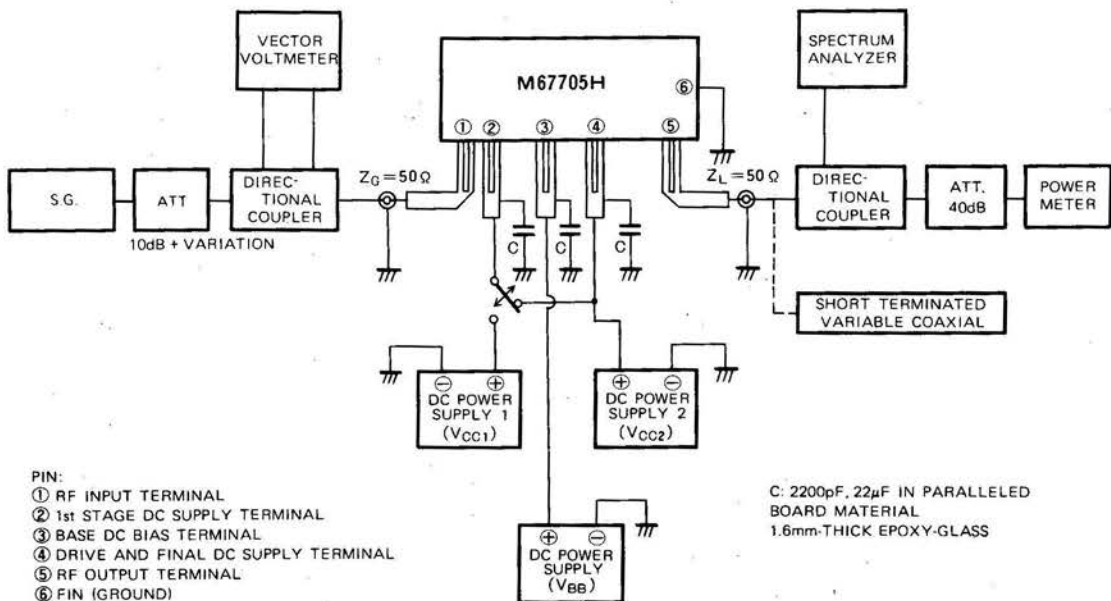 VECTOR
VOLTMETER
M67705H
⑥
SPECTRUM
ANALYZER
① ② ③ ④ ⑤
S.G.
ATT
DIREC-
TIONAL
COUPLER
Z_G=50Ω
Z_L=50Ω
DIREC-
TIONAL
COUPLER
ATT.
40dB
POWER
METER
10dB + VARIATION
C
C
C
SHORT TERMINATED
VARIABLE COAXIAL
⊖ ⊕
DC POWER
SUPPLY 1
(V_CC1)
⊕ ⊖
DC POWER
SUPPLY 2
(V_CC2)
⊕ ⊖
DC POWER
SUPPLY
(V_BB)
PIN:
① RF INPUT TERMINAL
② 1st STAGE DC SUPPLY TERMINAL
③ BASE DC BIAS TERMINAL
④ DRIVE AND FINAL DC SUPPLY TERMINAL
⑤ RF OUTPUT TERMINAL
⑥ FIN (GROUND)
C: 2200pF, 22μF IN PARALLELED
BOARD MATERIAL
1.6mm-THICK EPOXY-GLASS